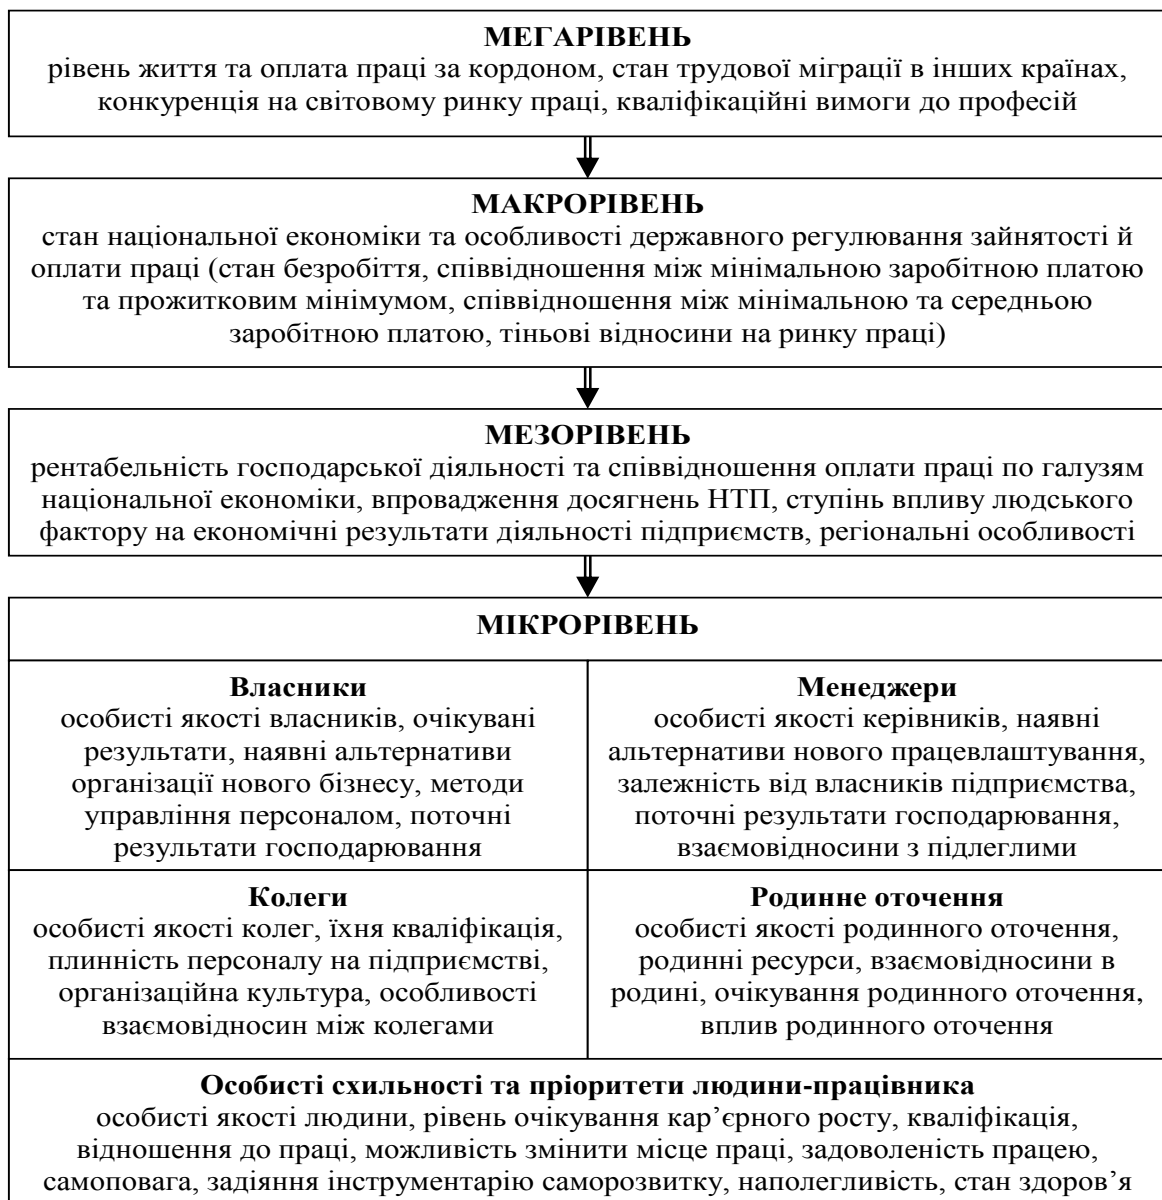 МЕГАРІВЕНЬ
рівень життя та оплата праці за кордоном, стан трудової міграції в інших країнах,
конкуренція на світовому ринку праці, кваліфікаційні вимоги до професій
МАКРОРІВЕНЬ
стан національної економіки та особливості державного регулювання зайнятості й
оплати праці (стан безробіття, співвідношення між мінімальною заробітною платою
та прожитковим мінімумом, співвідношення між мінімальною та середньою
заробітною платою, тіньові відносини на ринку праці)
МЕЗОРІВЕНЬ
рентабельність господарської діяльності та співвідношення оплати праці по галузям
національної економіки, впровадження досягнень НТП, ступінь впливу людського
фактору на економічні результати діяльності підприємств, регіональні особливості
МІКРОРІВЕНЬ
Власники
особисті якості власників, очікувані
результати, наявні альтернативи
організації нового бізнесу, методи
управління персоналом, поточні
результати господарювання
Менеджери
особисті якості керівників, наявні
альтернативи нового працевлаштування,
залежність від власників підприємства,
поточні результати господарювання,
взаємовідносини з підлеглими
Колеги
особисті якості колег, їхня кваліфікація,
плинність персоналу на підприємстві,
організаційна культура, особливості
взаємовідносин між колегами
Родинне оточення
особисті якості родинного оточення,
родинні ресурси, взаємовідносини в
родині, очікування родинного оточення,
вплив родинного оточення
Особисті схильності та пріоритети людини-працівника
особисті якості людини, рівень очікування кар’єрного росту, кваліфікація,
відношення до праці, можливість змінити місце праці, задоволеність працею,
самоповага, задіяння інструментарію саморозвитку, наполегливість, стан здоров’я